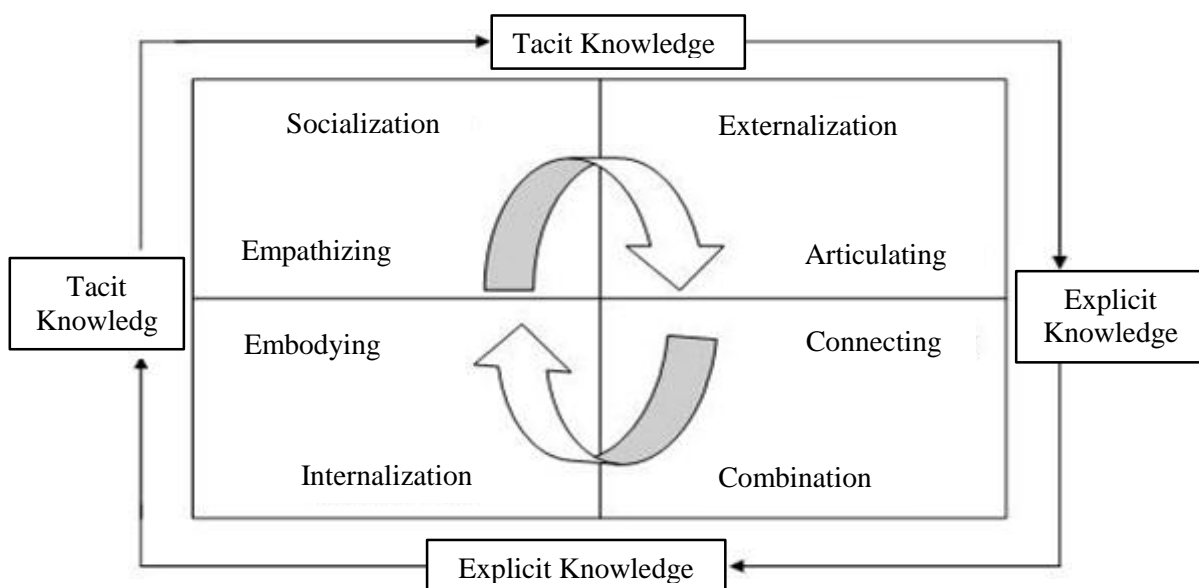 Tacit Knowledge
Socialization
Externalization
Empathizing
Articulating
Tacit
Knowledg
Explicit
Knowledge
Embodying
Connecting
Internalization
Combination
Explicit Knowledge